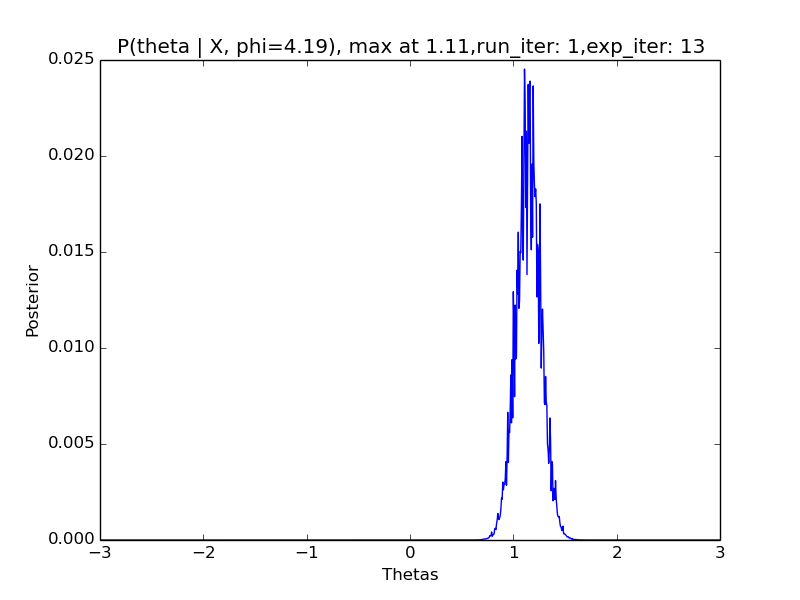 P(theta | X, phi=4.19), max at 1.11,run_iter: 1,exp_iter: 13
0.025
0.020
0.015
Posterior
0.010
0.005
0.000
−3 −2 −1 0 1 2 3
Thetas